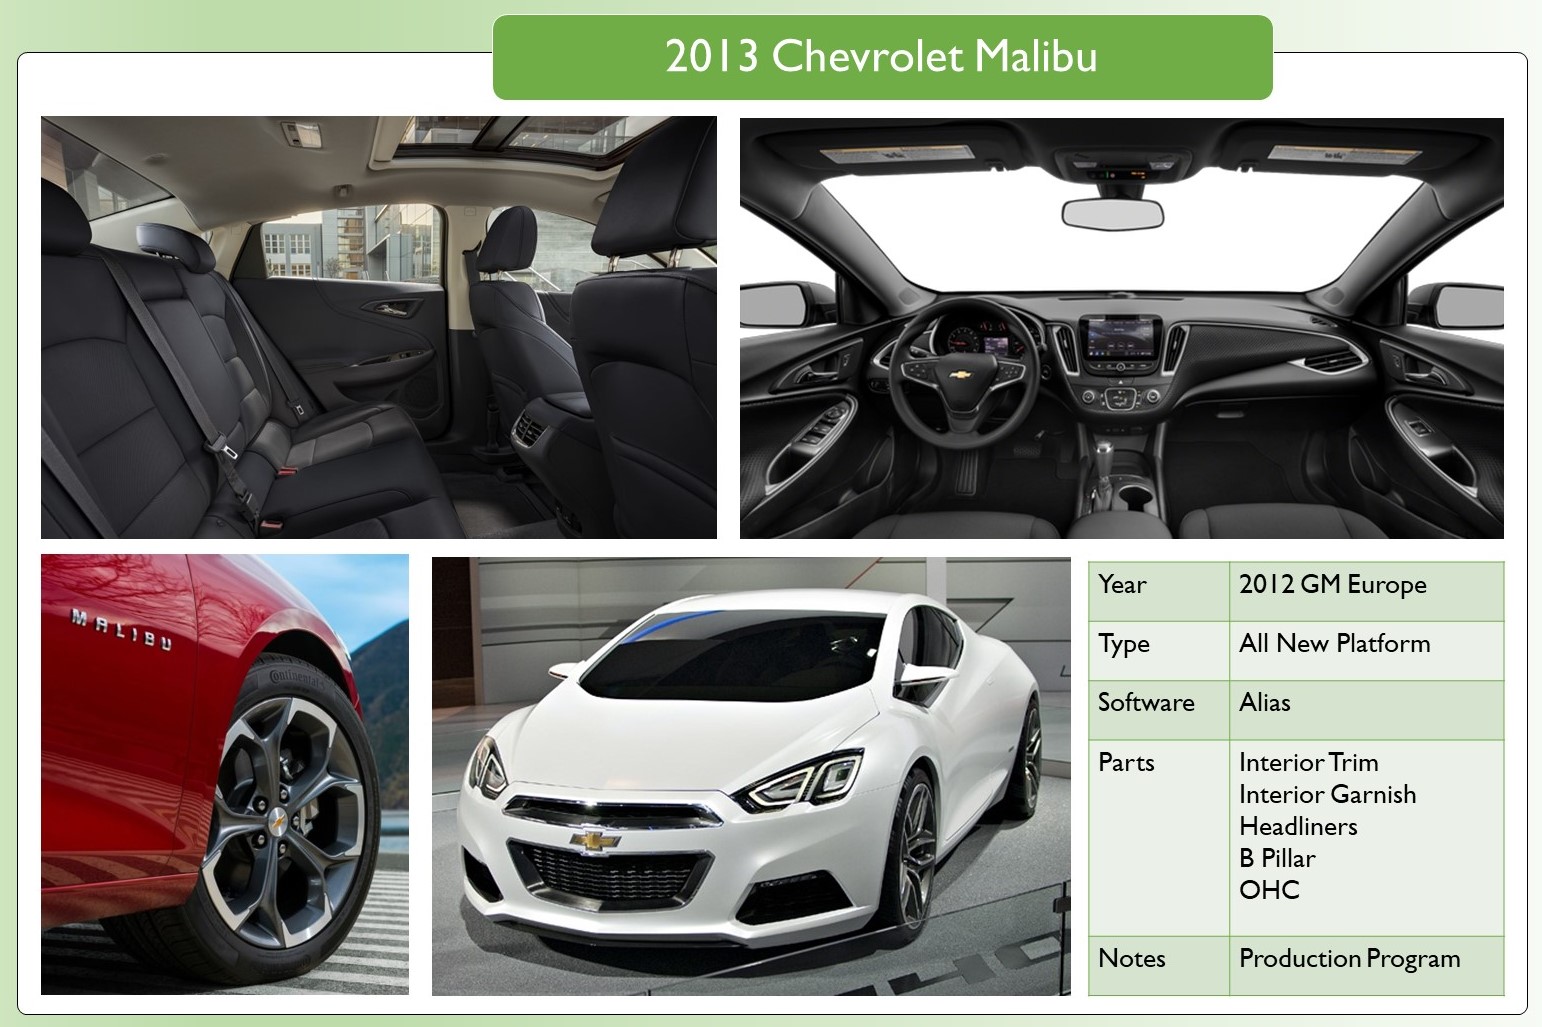 2013 Chevrolet Malibu
MALIBU
Continental
Year 2012 GM Europe
Type All New Platform
Software Alias
Parts Interior Trim
Interior Garnish
Headliners
B Pillar
OHC
Notes Production Program